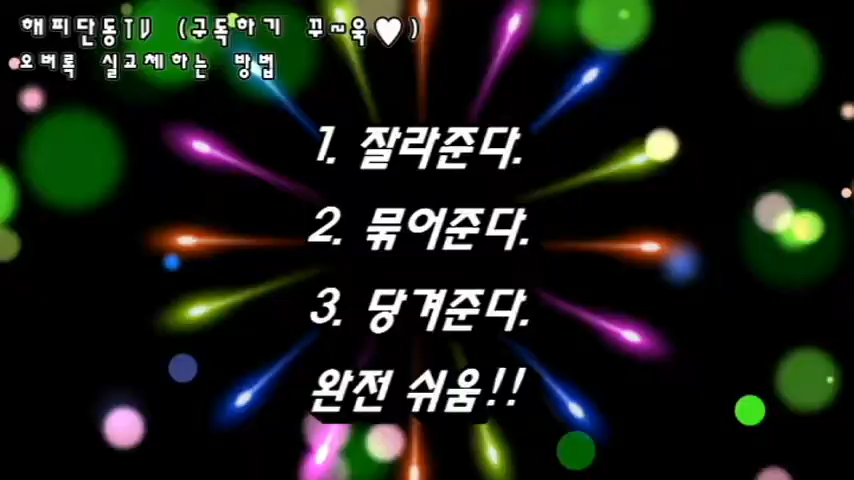 해피단동TV (구독하기 꾸~욱♥)
오버록 실교체하는 방법
1. 잘라준다.
2. 묶어준다.
3. 당겨준다.
완전 쉬움!!